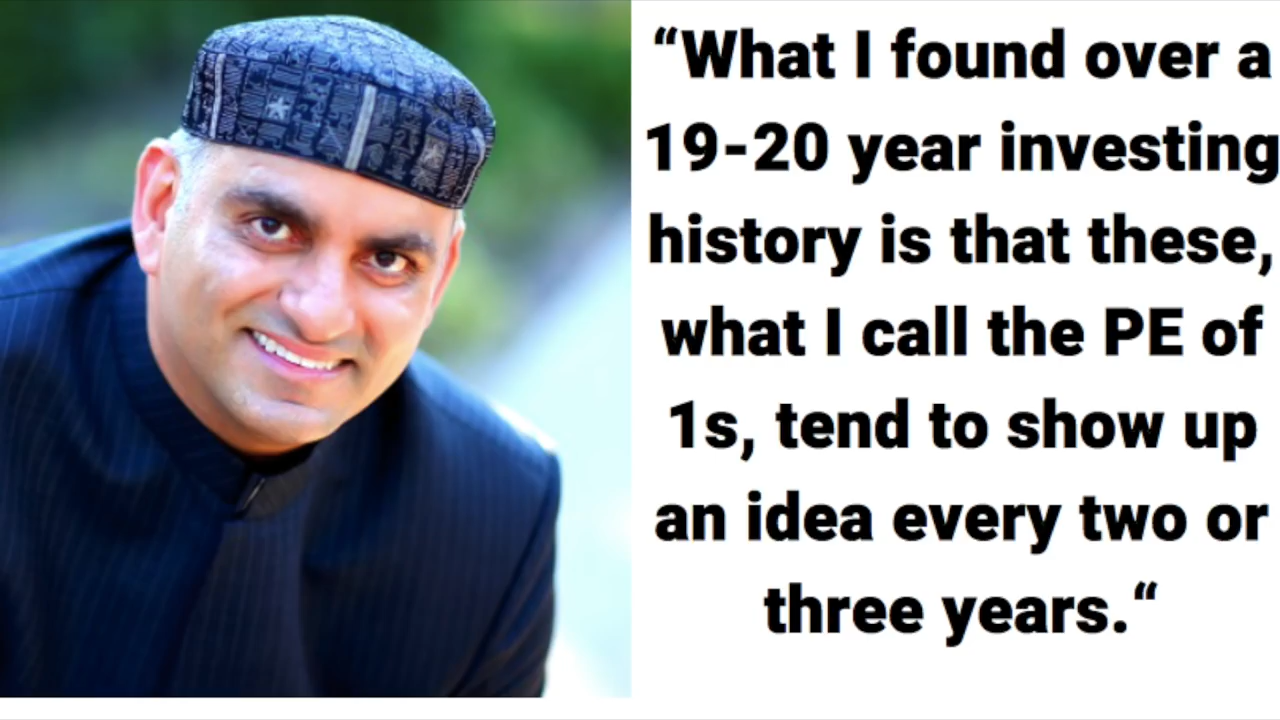 “What I found over a
19-20 year investing
history is that these,
what I call the PE of
1s, tend to show up
an idea every two or
three years.“